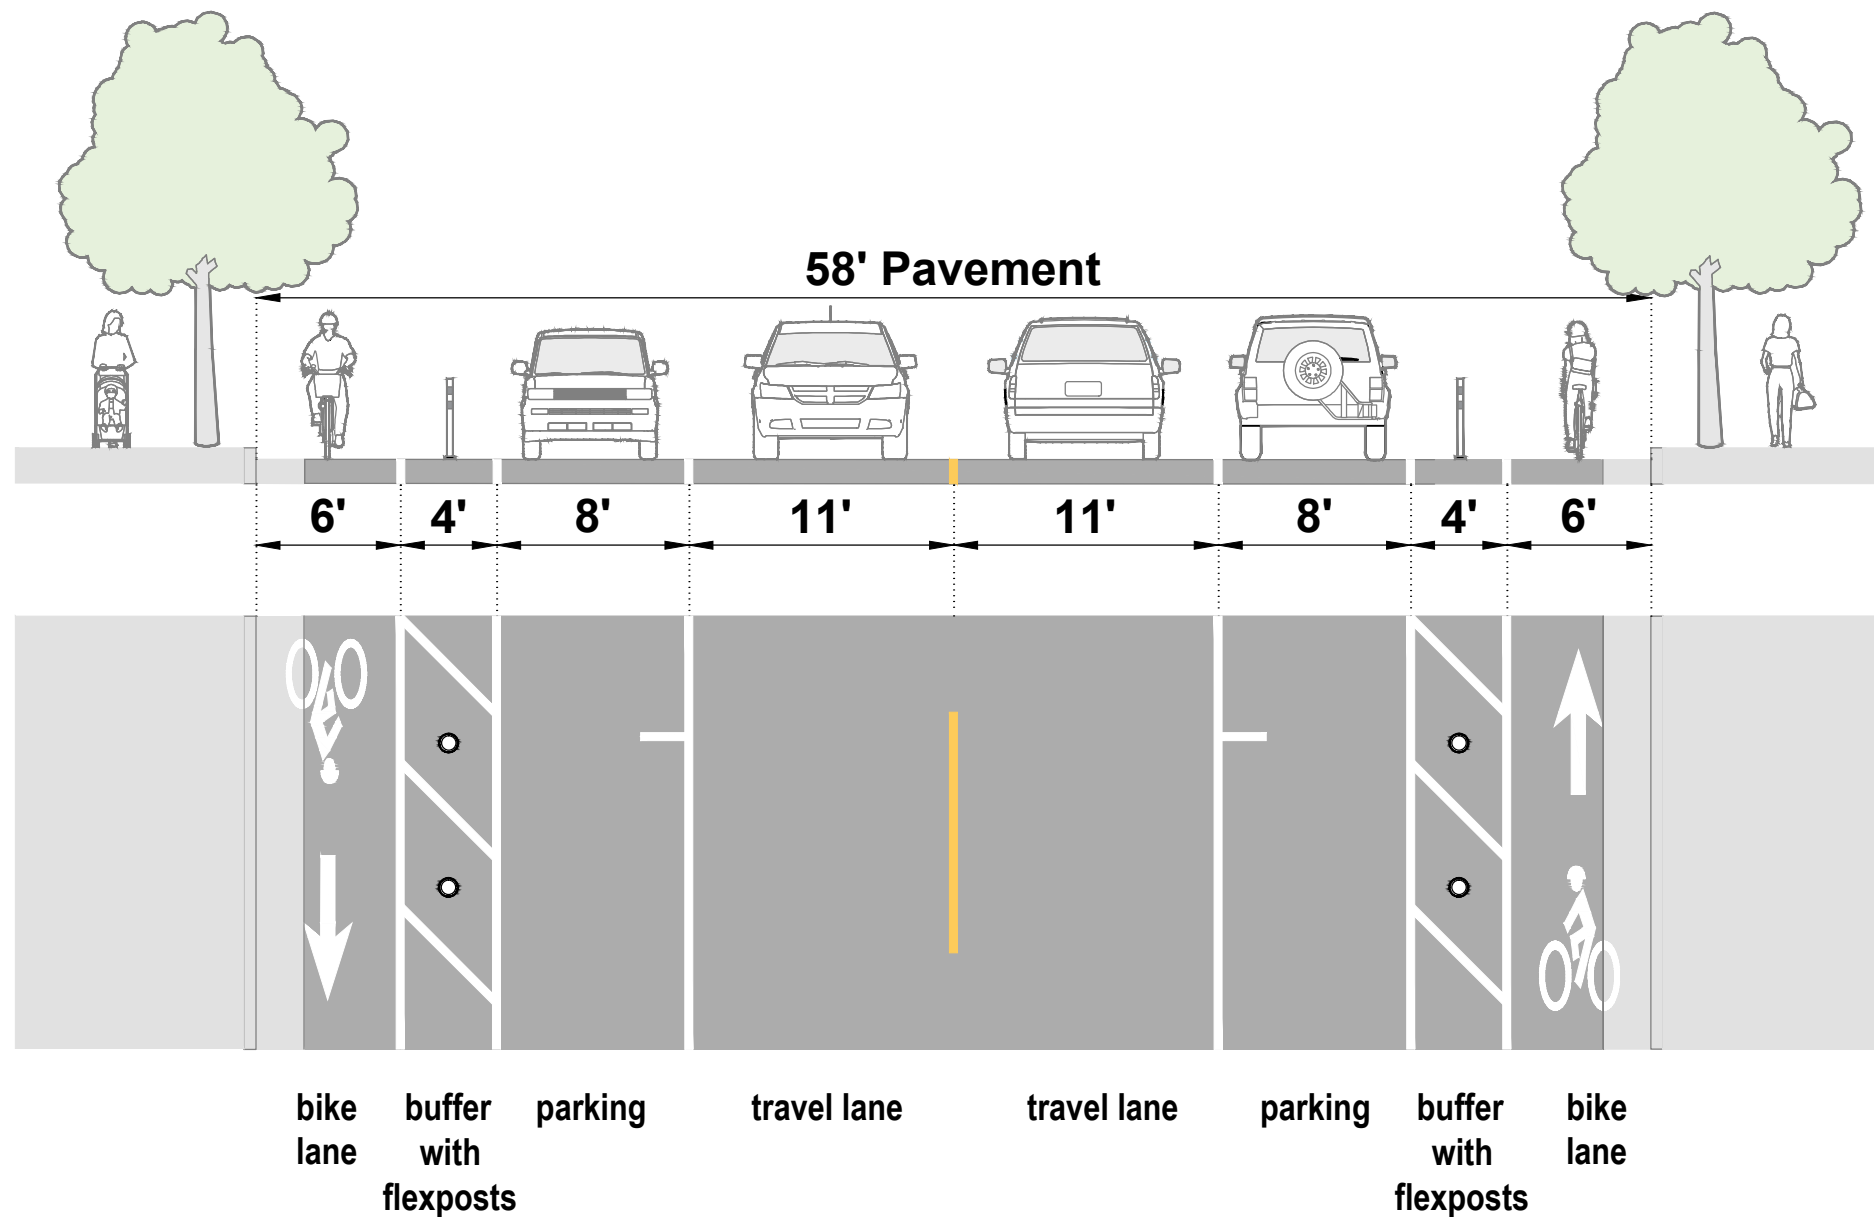 58' Pavement
6' 4' 8' 11' 11' 8' 4' 6'
bike lane
buffer with flexposts
parking
travel lane
travel lane
parking
buffer with flexposts
bike lane